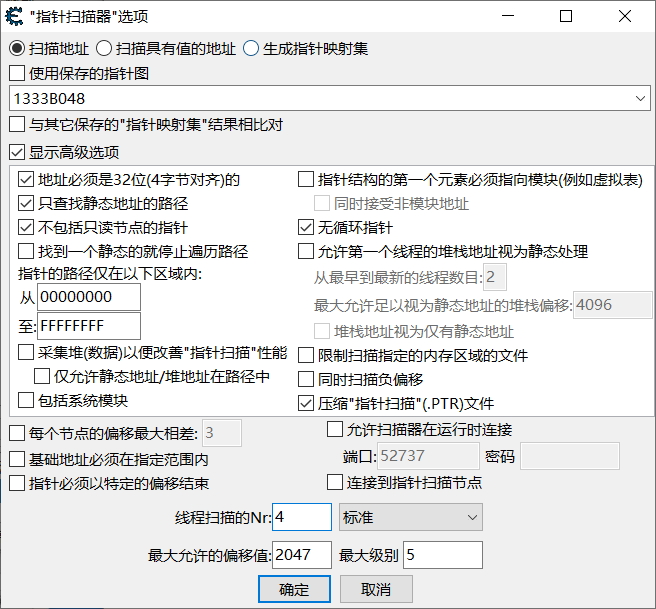 "指针扫描器"选项
扫描地址 扫描具有值的地址 生成指针映射集
使用保存的指针图
1333B048
与其它保存的"指针映射集"结果相比对
显示高级选项
地址必须是32位(4字节对齐)的 指针结构的第一个元素必须指向模块(例如虚拟表)
只查找静态地址的路径 同时接受非模块地址
不包括只读节点的指针 无循环指针
找到一个静态的就停止遍历路径 允许第一个线程的堆栈地址视为静态处理
指针的路径仅在以下区域内: 从最早到最新的线程数目: 2
从 00000000 最大允许足以视为静态地址的堆栈偏移: 4096
至: FFFFFFFF 堆栈地址视为仅有静态地址
采集堆(数据)以便改善"指针扫描"性能 限制扫描指定的内存区域的文件
仅允许静态地址/堆地址在路径中 同时扫描负偏移
包括系统模块 压缩"指针扫描"(.PTR)文件
每个节点的偏移最大相差: 3 允许扫描器在运行时连接
基础地址必须在指定范围内 端口: 52737 密码
指针必须以特定的偏移结束 连接到指针扫描节点
线程扫描的Nr: 4 标准
最大允许的偏移值: 2047 最大级别 5
确定 取消